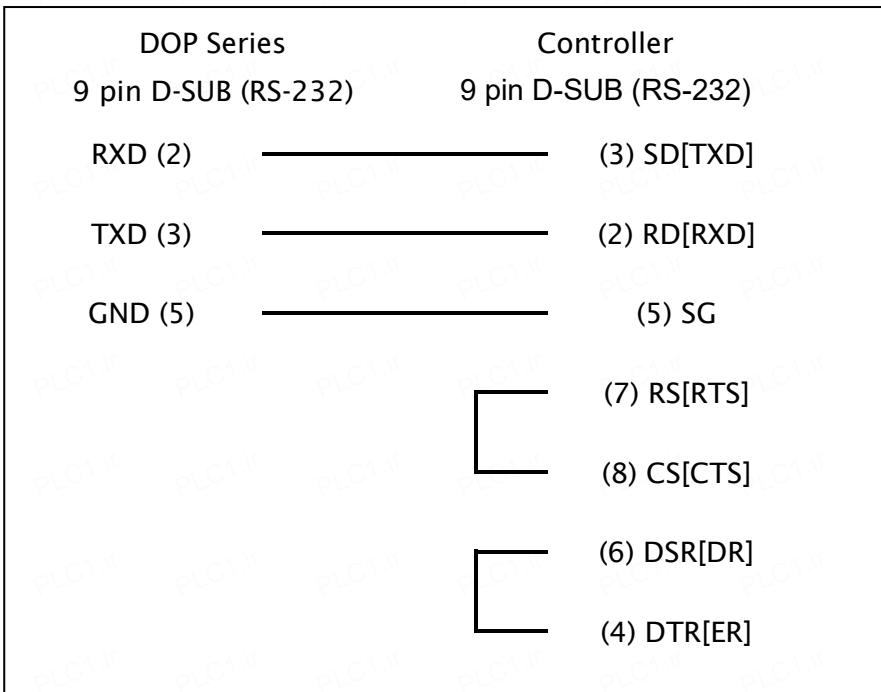 DOP Series Controller
9 pin D-SUB (RS-232) 9 pin D-SUB (RS-232)
RXD (2) (3) SD[TXD]
TXD (3) (2) RD[RXD]
GND (5) (5) SG
(7) RS[RTS]
(8) CS[CTS]
(6) DSR[DR]
(4) DTR[ER]
PLC1.ir